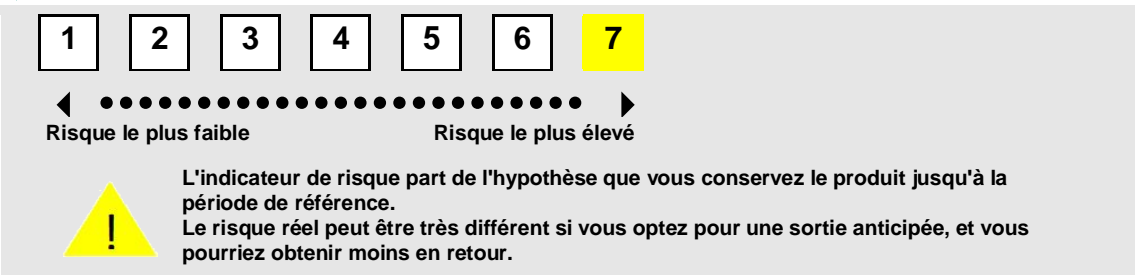 1 2 3 4 5 6 7
Risque le plus faible Risque le plus élevé
! L'indicateur de risque part de l'hypothèse que vous conservez le produit jusqu'à la
période de référence.
Le risque réel peut être très différent si vous optez pour une sortie anticipée, et vous
pourriez obtenir moins en retour.